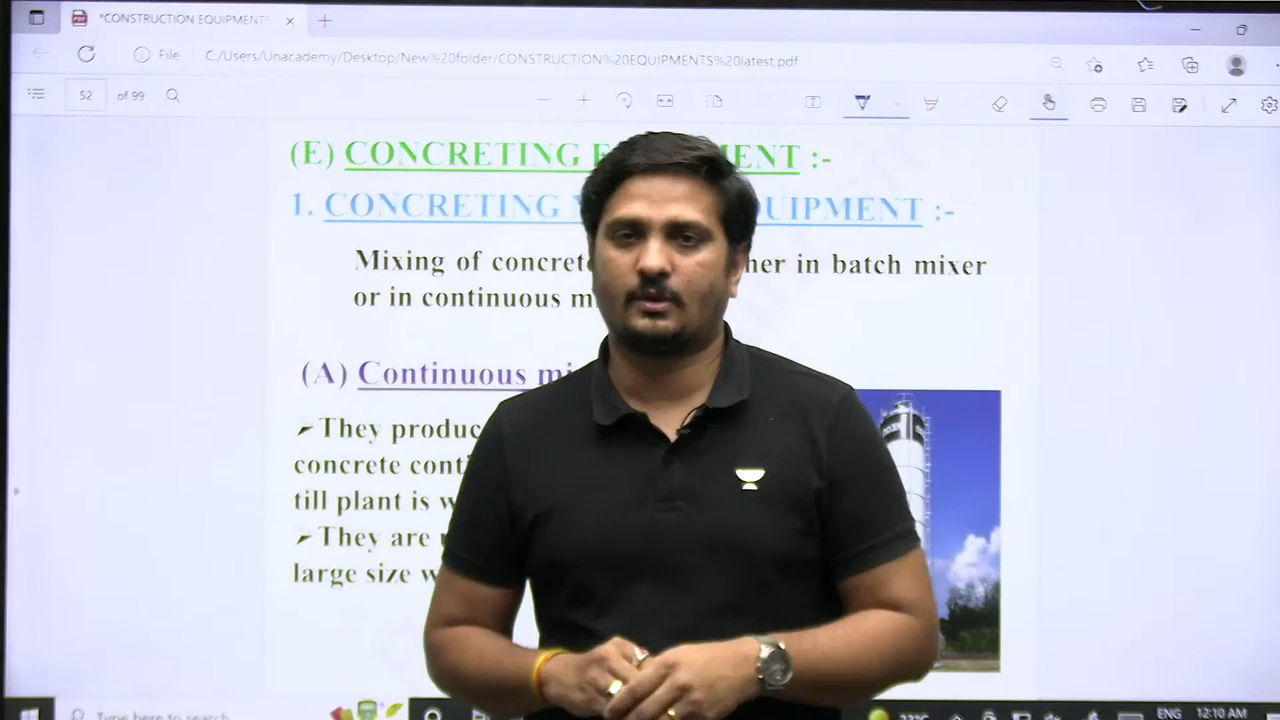 *CONSTRUCTION EQUIPMENTS
File C:/Users/Unacademy/Desktop/New%20folder/CONSTRUCTION%20EQUIPMENTS%20latest.pdf
52 of 99
(E) CONCRETING MENT :-
1. CONCRETING UIPMENT :-
Mixing of concrete her in batch mixer
or in continuous m
(A) Continuous mi
➢They produc
concrete conti
till plant is w
➢They are
large size w
Type here to search
ENG 12:10 AM